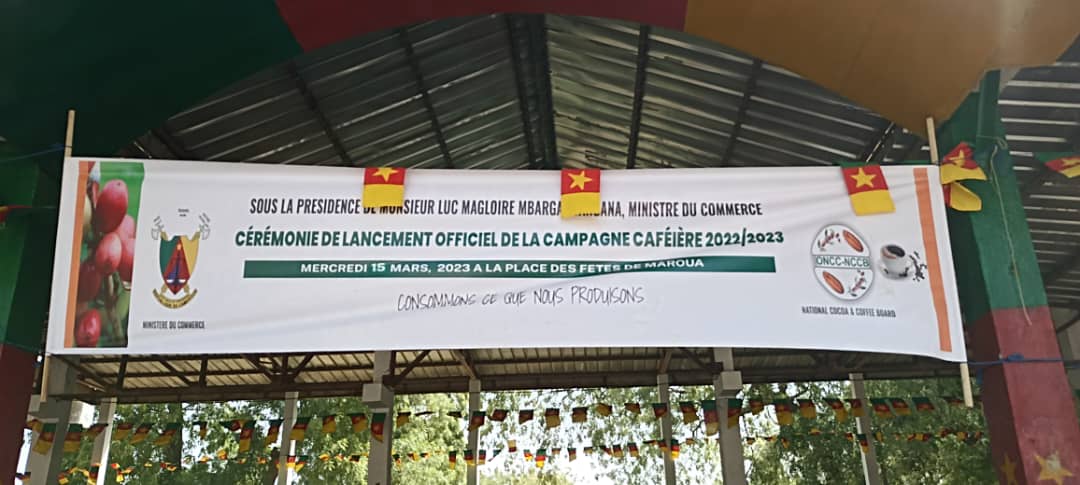 SOUS LA PRESIDENCE DE MONSIEUR LUC MAGLOIRE MBARGA ATANGANA, MINISTRE DU COMMERCE
CÉRÉMONIE DE LANCEMENT OFFICIEL DE LA CAMPAGNE CAFÉIÈRE 2022/2023
MERCREDI 15 MARS, 2023 A LA PLACE DES FETES DE MAROUA
CONSOMMONS CE QUE NOUS PRODUISONS
MINISTERE DU COMMERCE
ONCC-NCCB
NATIONAL COCOA & COFFEE BOARD